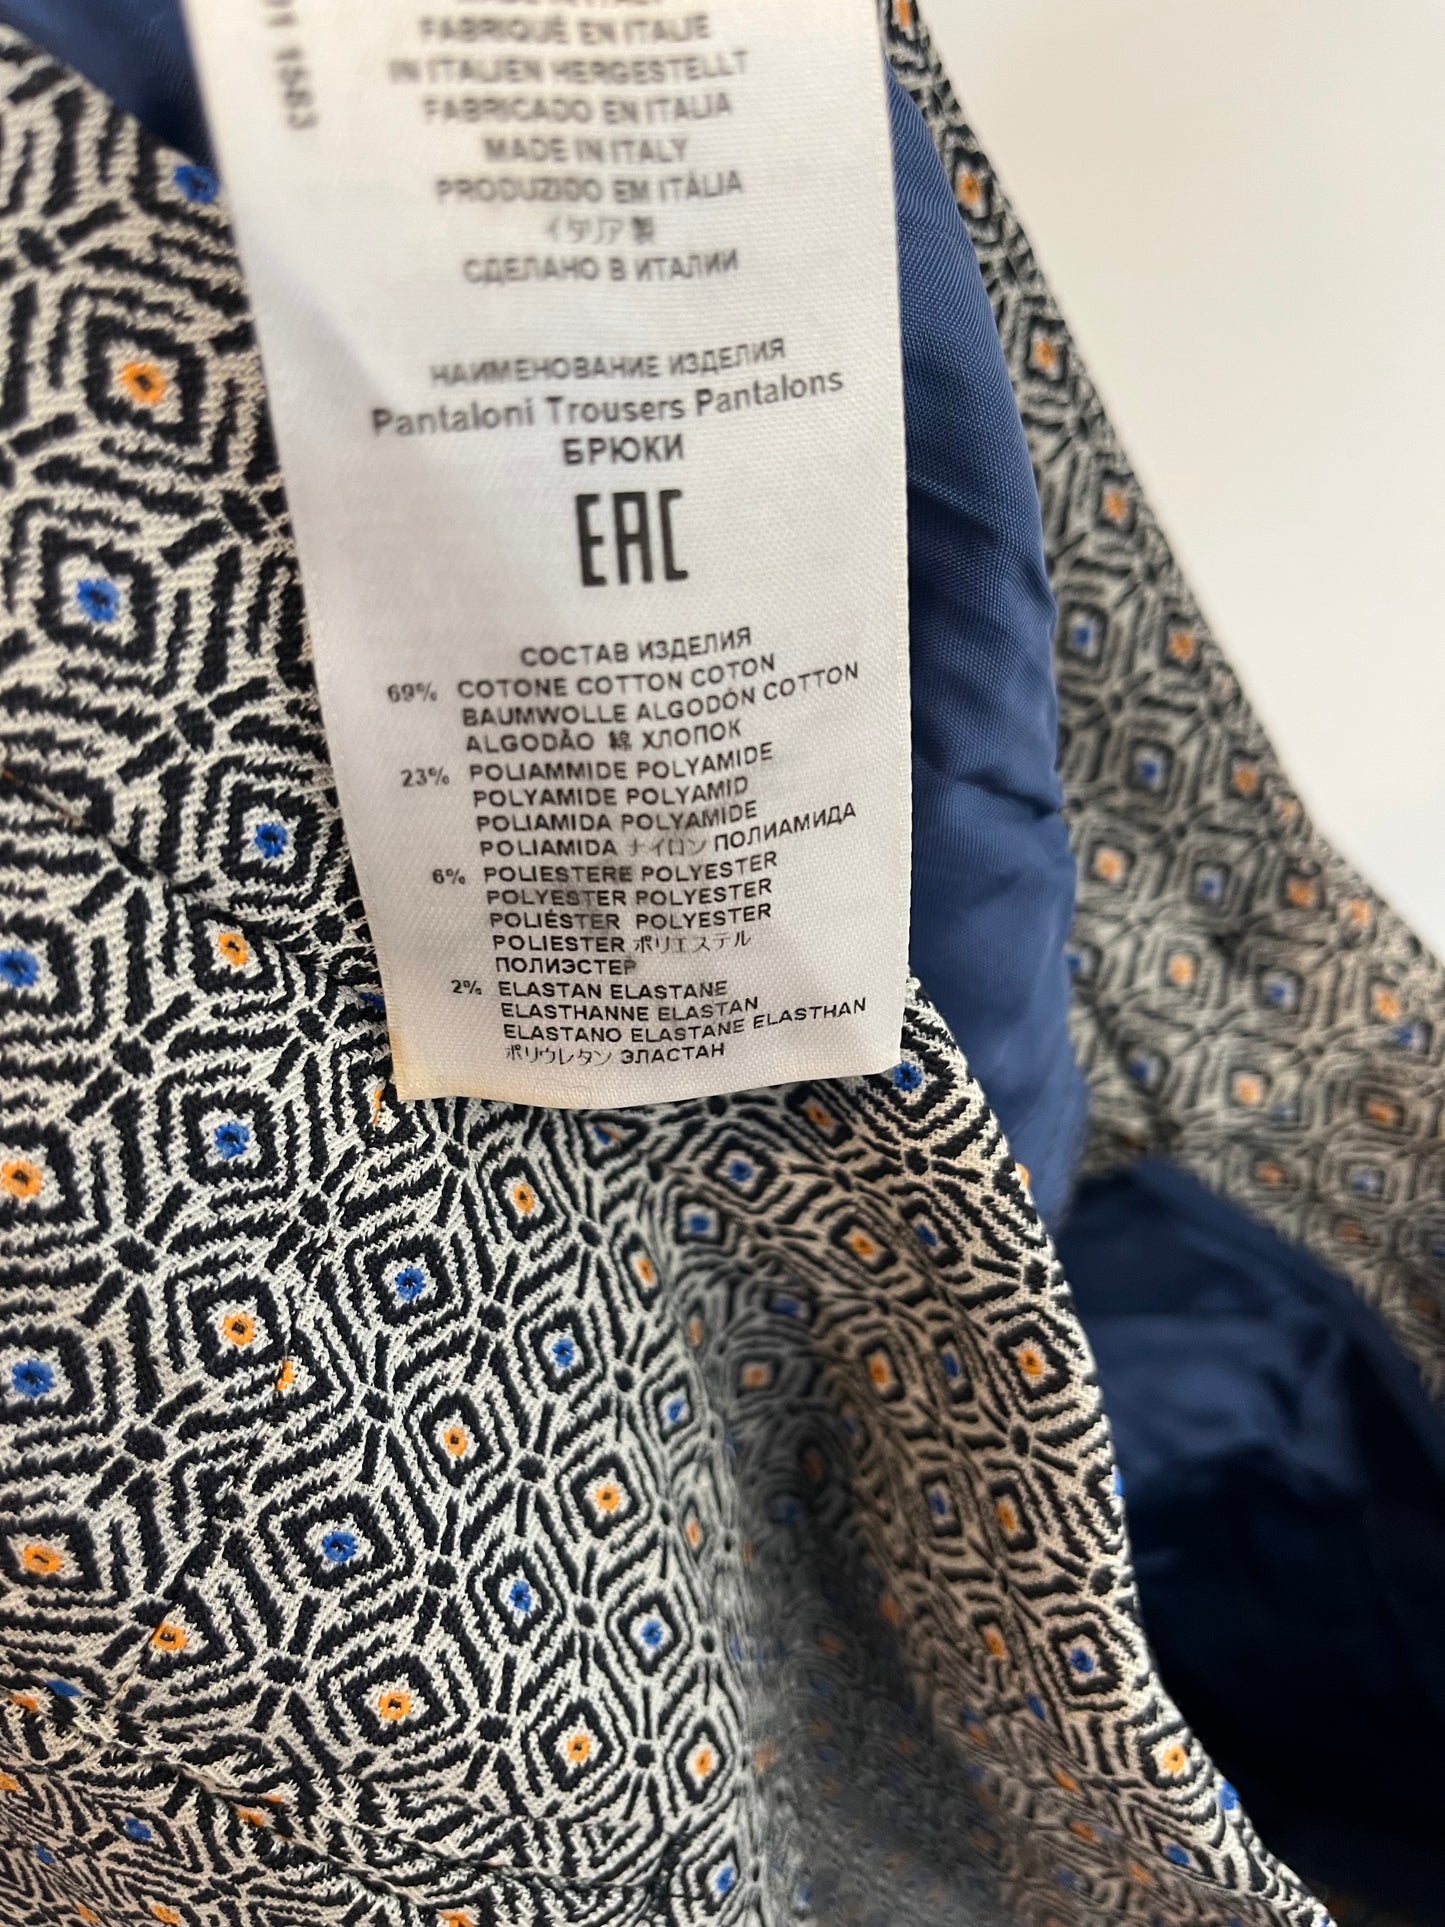 FABRIQUÉ EN ITALIE
IN ITALIEN HERGESTELLT
FABRICADO EN ITALIA
MADE IN ITALY
PRODUZIDO EM ITÁLIA
イタリア製
СДЕЛАНО В ИТАЛИИ
НАИМЕНОВАНИЕ ИЗДЕЛИЯ
Pantaloni Trousers Pantalons
БРЮКИ
EAC
СОСТАВ ИЗДЕЛИЯ
69% COTONE COTTON COTON
BAUMWOLLE ALGODÓN COTTON
ALGODÃO 綿 ХЛОПОК
23% POLIAMMIDE POLYAMIDE
POLYAMIDE POLYAMID
POLIAMIDA POLYAMIDE
POLIAMIDA ナイロン ПОЛИАМИДА
6% POLIESTERE POLYESTER
POLYESTER POLYESTER
POLIÉSTER POLYESTER
POLIESTER ポリエステル
ПОЛИЭСТЕР
2% ELASTAN ELASTANE
ELASTHANNE ELASTAN
ELASTANO ELASTANE ELASTHAN
ポリウレタン ЭЛАСТАН